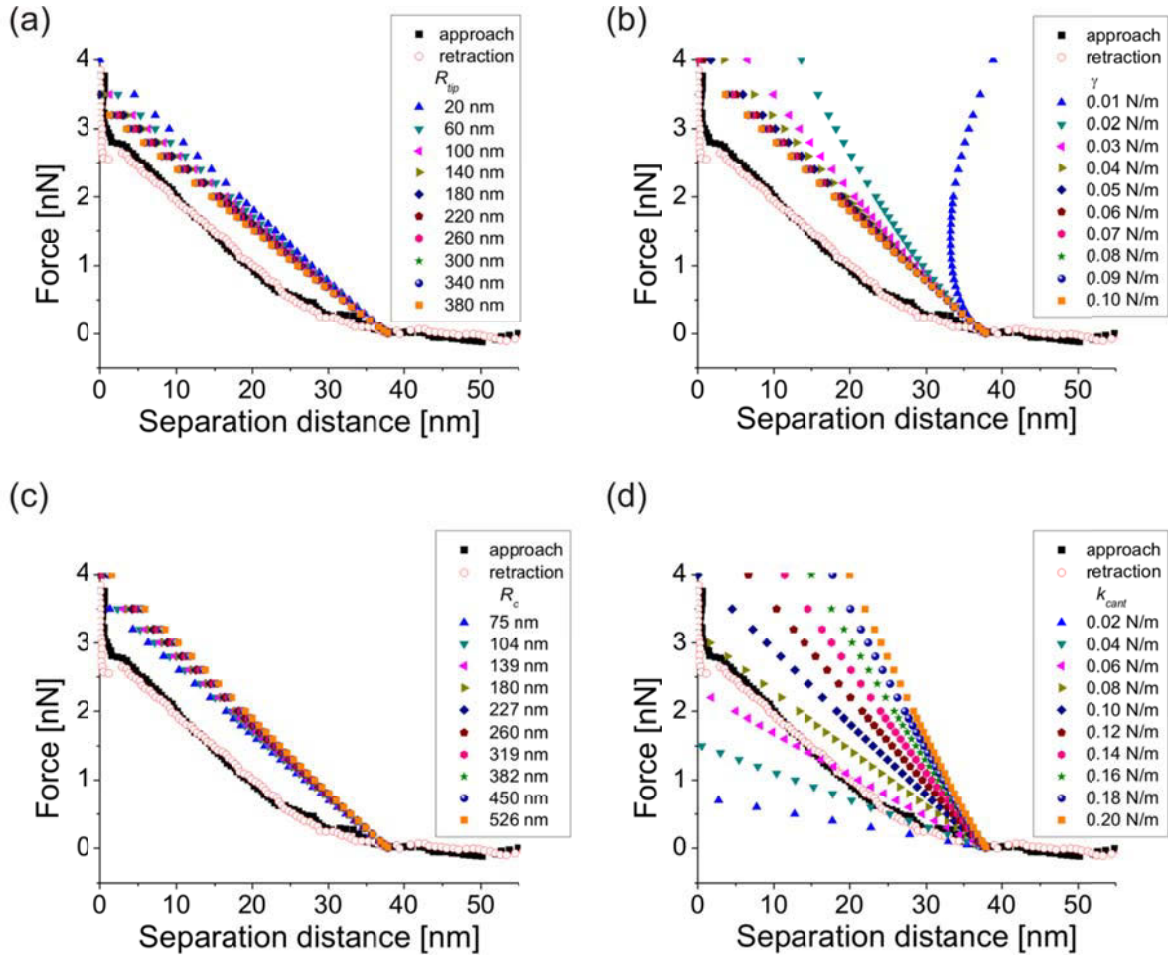 (a)
approach
retraction
R_tip
20 nm
60 nm
100 nm
140 nm
180 nm
220 nm
260 nm
300 nm
340 nm
380 nm
4
3
2
1
0
Force [nN]
0 10 20 30 40 50
Separation distance [nm]
(b)
approach
retraction
γ
0.01 N/m
0.02 N/m
0.03 N/m
0.04 N/m
0.05 N/m
0.06 N/m
0.07 N/m
0.08 N/m
0.09 N/m
0.10 N/m
4
3
2
1
0
Force [nN]
0 10 20 30 40 50
Separation distance [nm]
(c)
approach
retraction
R_c
75 nm
104 nm
139 nm
180 nm
227 nm
260 nm
319 nm
382 nm
450 nm
526 nm
4
3
2
1
0
Force [nN]
0 10 20 30 40 50
Separation distance [nm]
(d)
approach
retraction
k_cant
0.02 N/m
0.04 N/m
0.06 N/m
0.08 N/m
0.10 N/m
0.12 N/m
0.14 N/m
0.16 N/m
0.18 N/m
0.20 N/m
4
3
2
1
0
Force [nN]
0 10 20 30 40 50
Separation distance [nm]